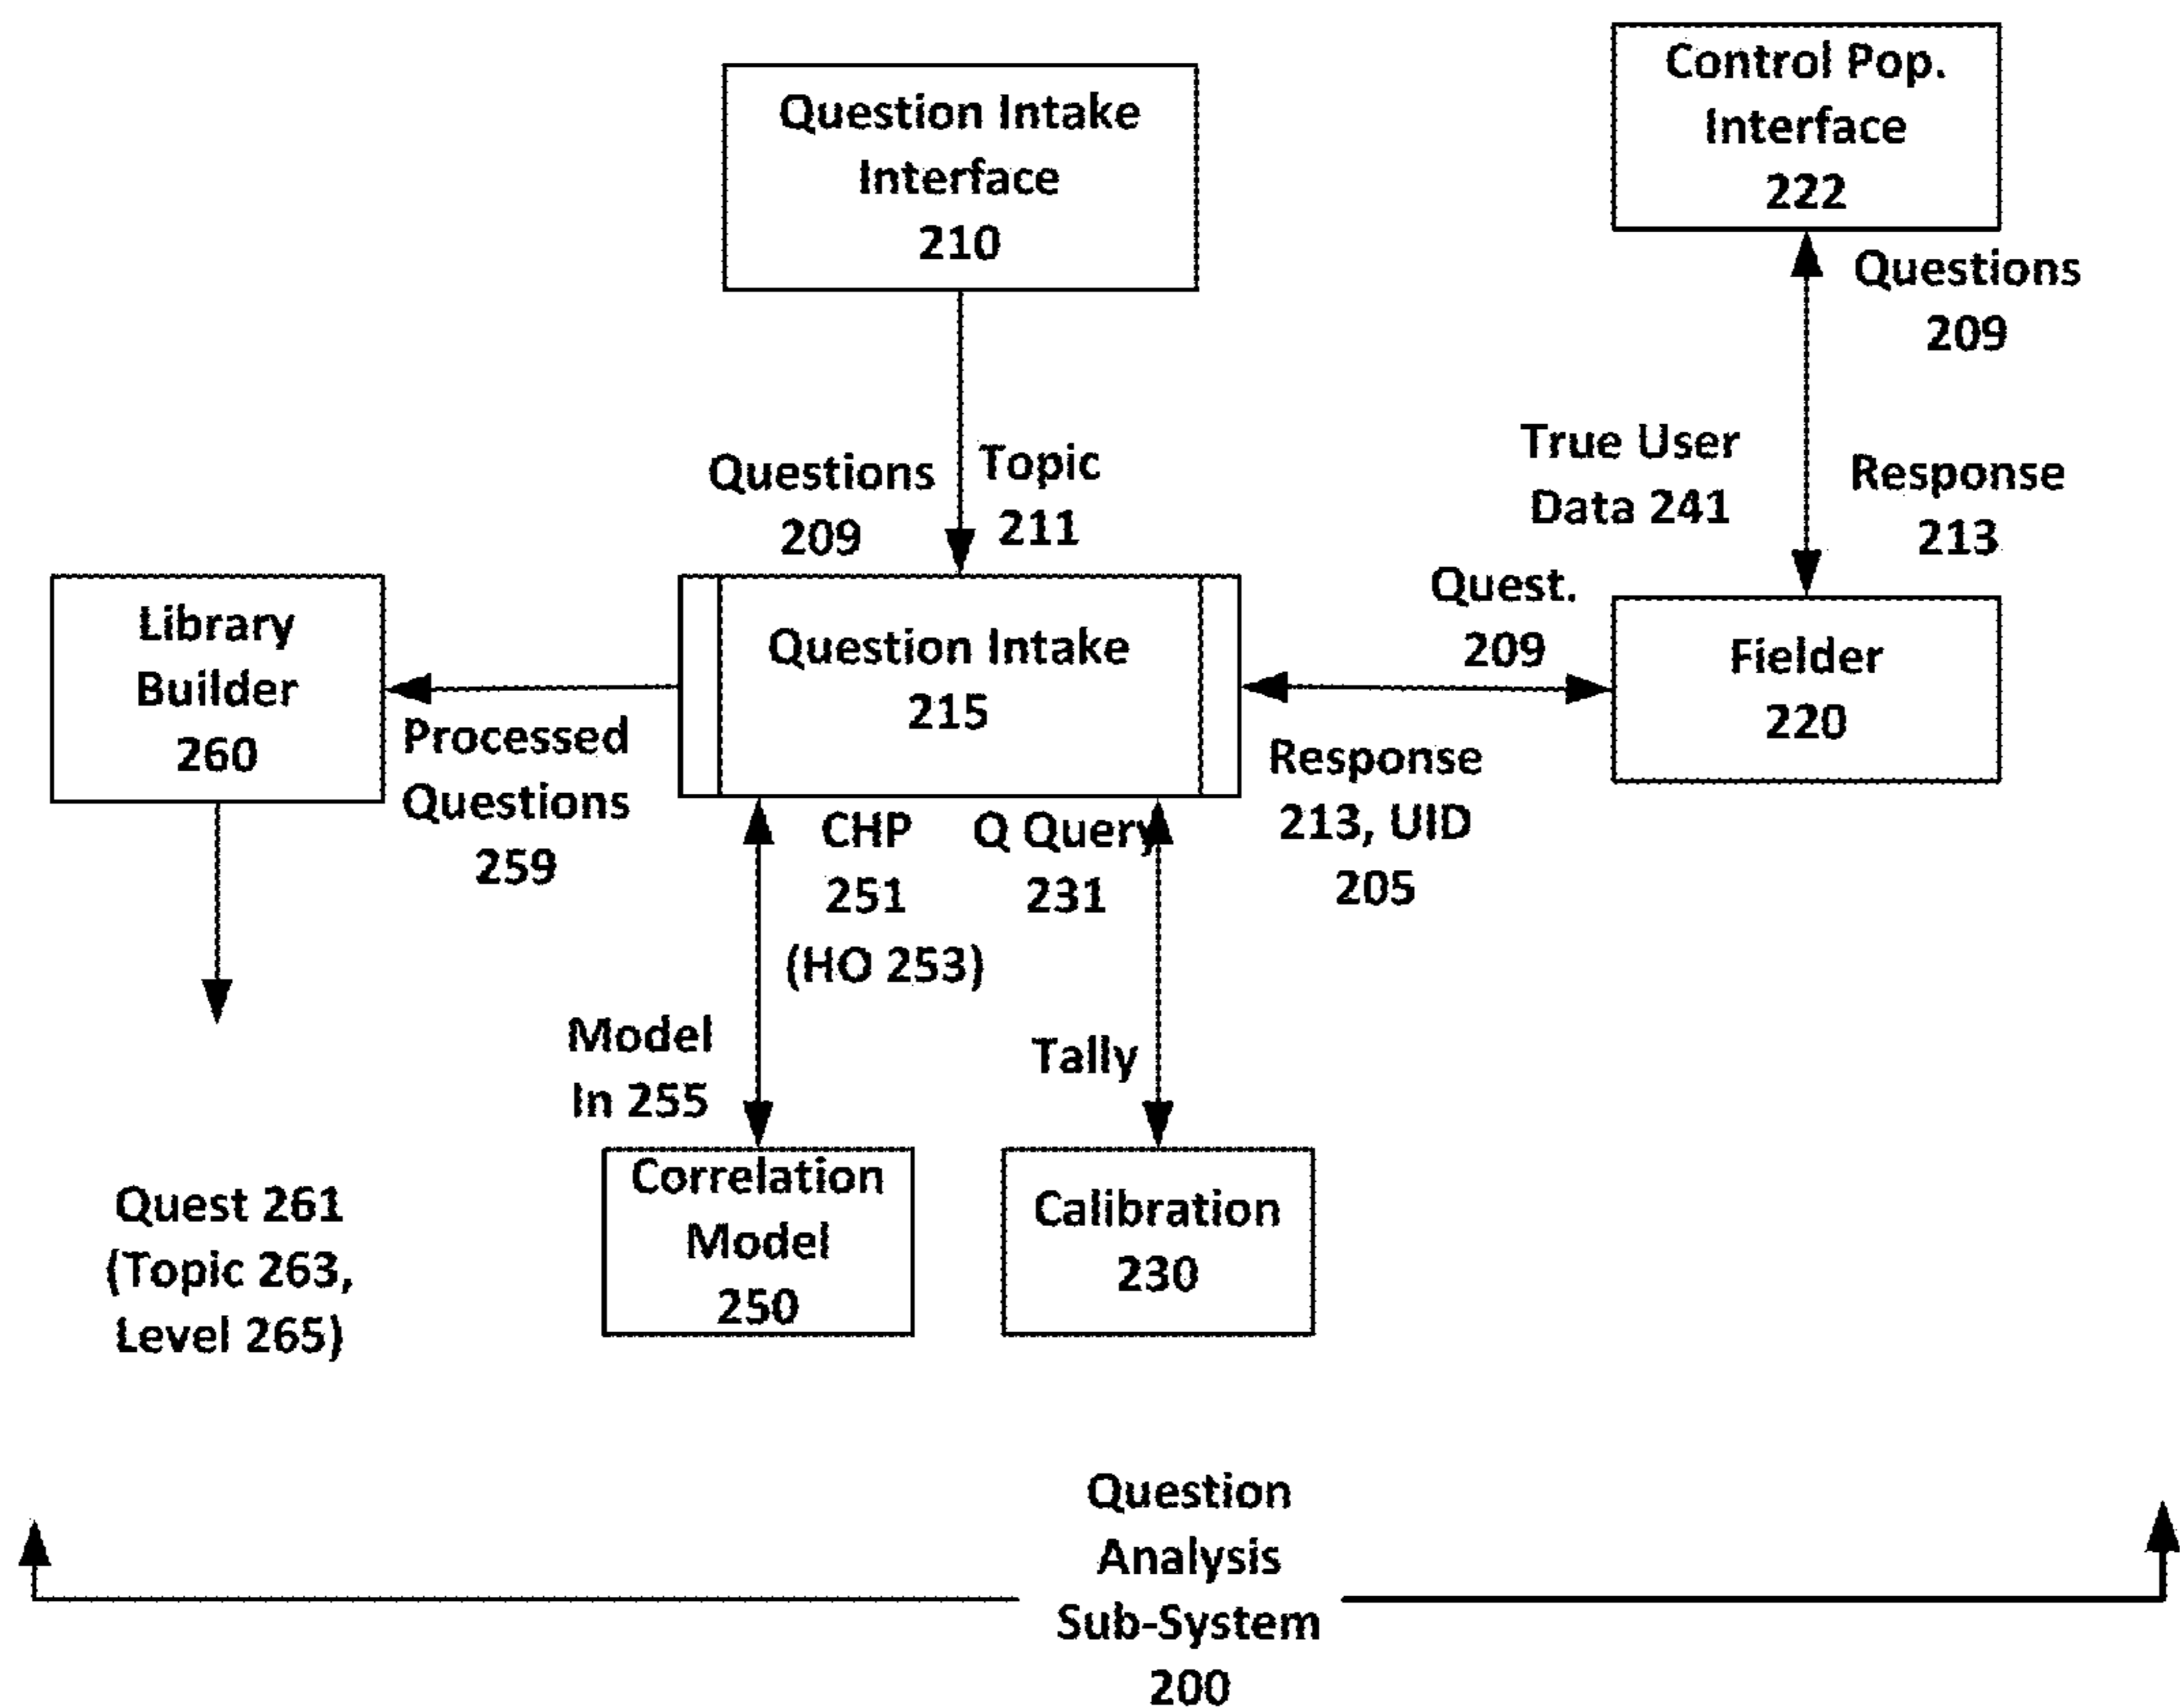 Control Pop.
Interface
222
Question Intake
Interface
210
Questions
209
True User
Data 241
Response
213
Questions
209
Topic
211
Library
Builder
260
Question Intake
215
Quest.
209
Fielder
220
Processed
Questions
259
Response
213, UID
205
CHP
251
(HO 253)
Q Query
231
Model
In 255
Tally
Correlation
Model
250
Calibration
230
Quest 261
(Topic 263,
Level 265)
Question
Analysis
Sub-System
200